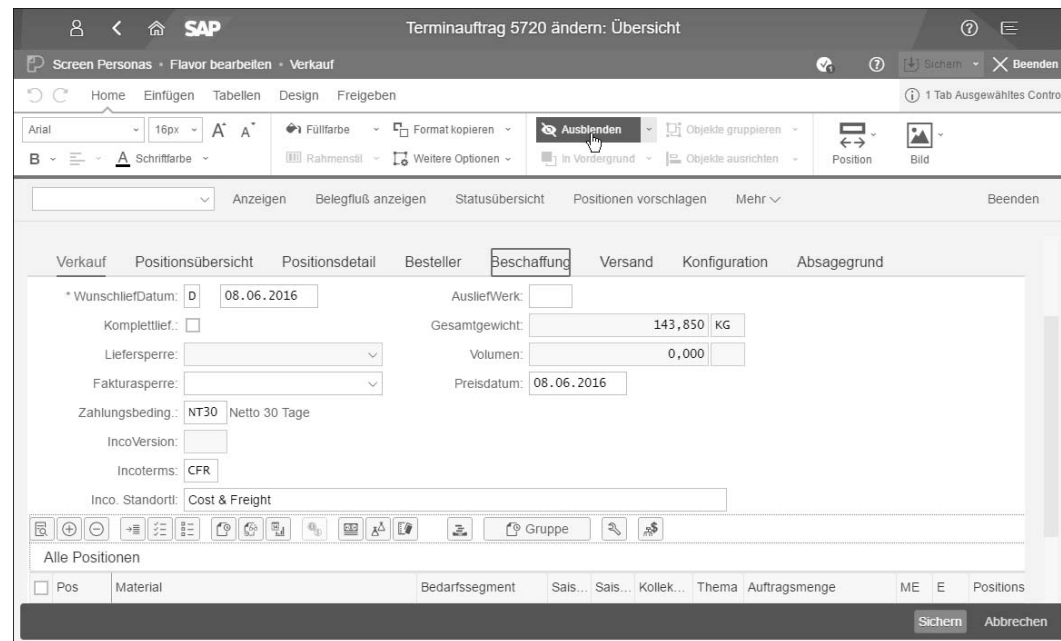 SAP Terminauftrag 5720 ändern: Übersicht
Screen Personas • Flavor bearbeiten • Verkauf Sichern Beenden
Home Einfügen Tabellen Design Freigeben 1 Tab Ausgewähltes Contro
Arial 16px A A Füllfarbe Format kopieren Ausblenden Objekte gruppieren
B A Schriftfarbe Rahmenstil Weitere Optionen In Vordergrund Objekte ausrichten Position Bild
Anzeigen Belegfluß anzeigen Statusübersicht Positionen vorschlagen Mehr Beenden
Verkauf Positionsübersicht Positionsdetail Besteller Beschaffung Versand Konfiguration Absagegrund
* WunschliefDatum: D 08.06.2016 AusliefWerk:
Komplettlief.: Gesamtgewicht: 143,850 KG
Liefersperre: Volumen: 0,000
Fakturasperre: Preisdatum: 08.06.2016
Zahlungsbeding.: NT30 Netto 30 Tage
IncoVersion:
Incoterms: CFR
Inco. Standortl: Cost & Freight
Gruppe
Alle Positionen
Pos Material Bedarfssegment Sais... Sais... Kollek... Thema Auftragsmenge ME E Positions
Sichern Abbrechen